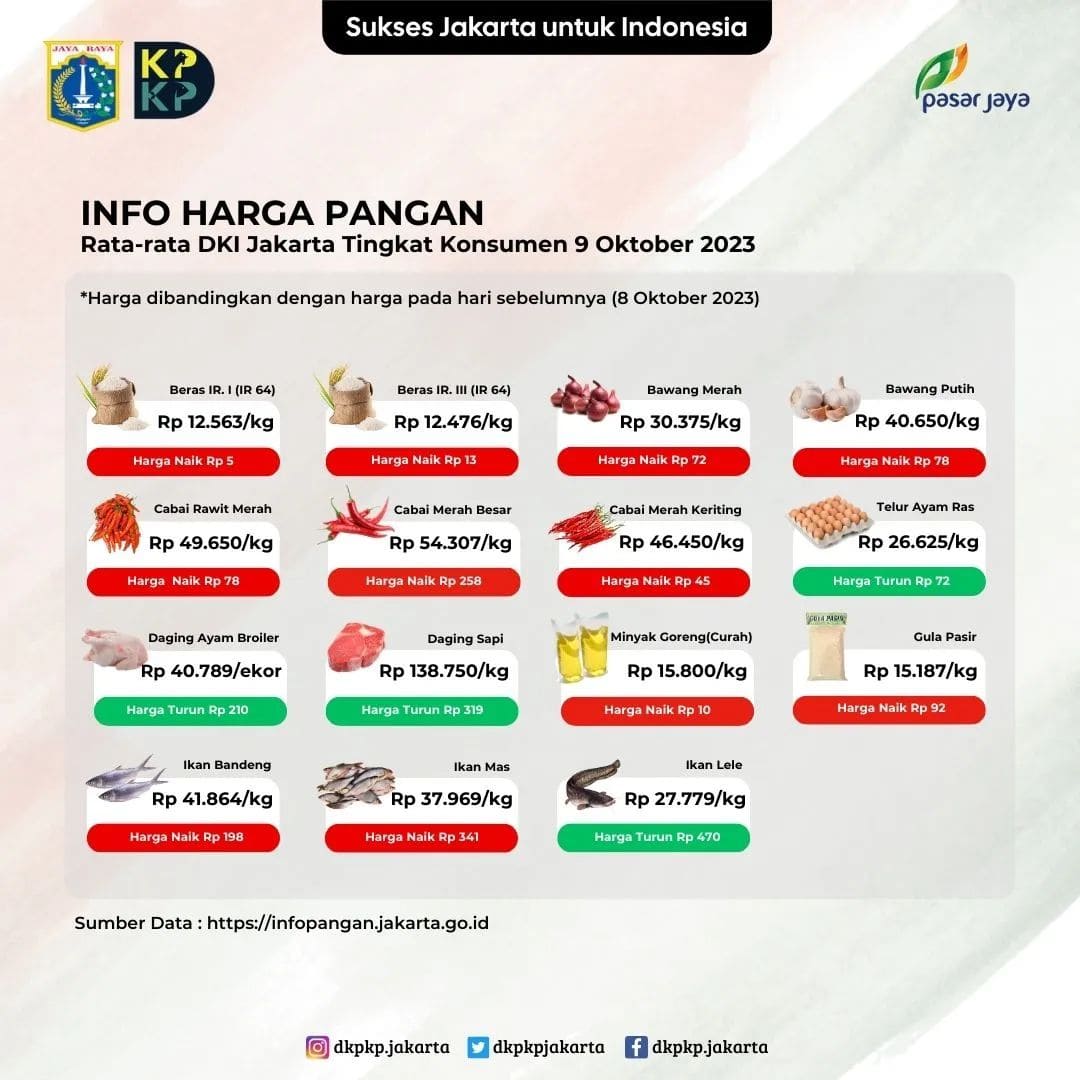 Sukses Jakarta untuk Indonesia
JAYA RAYA
KP
KP
pasar jaya
INFO HARGA PANGAN
Rata-rata DKI Jakarta Tingkat Konsumen 9 Oktober 2023
*Harga dibandingkan dengan harga pada hari sebelumnya (8 Oktober 2023)
Beras IR. I (IR 64)
Rp 12.563/kg
Harga Naik Rp 5
Beras IR. III (IR 64)
Rp 12.476/kg
Harga Naik Rp 13
Bawang Merah
Rp 30.375/kg
Harga Naik Rp 72
Bawang Putih
Rp 40.650/kg
Harga Naik Rp 78
Cabai Rawit Merah
Rp 49.650/kg
Harga Naik Rp 78
Cabai Merah Besar
Rp 54.307/kg
Harga Naik Rp 258
Cabai Merah Keriting
Rp 46.450/kg
Harga Naik Rp 45
Telur Ayam Ras
Rp 26.625/kg
Harga Turun Rp 72
Daging Ayam Broiler
Rp 40.789/ekor
Harga Turun Rp 210
Daging Sapi
Rp 138.750/kg
Harga Turun Rp 319
Minyak Goreng(Curah)
Rp 15.800/kg
Harga Naik Rp 10
GULA PASIR
Gula Pasir
Rp 15.187/kg
Harga Naik Rp 92
Ikan Bandeng
Rp 41.864/kg
Harga Naik Rp 198
Ikan Mas
Rp 37.969/kg
Harga Naik Rp 341
Ikan Lele
Rp 27.779/kg
Harga Turun Rp 470
Sumber Data : https://infopangan.jakarta.go.id
dkpkp.jakarta
dkpkpjakarta
dkpkp.jakarta